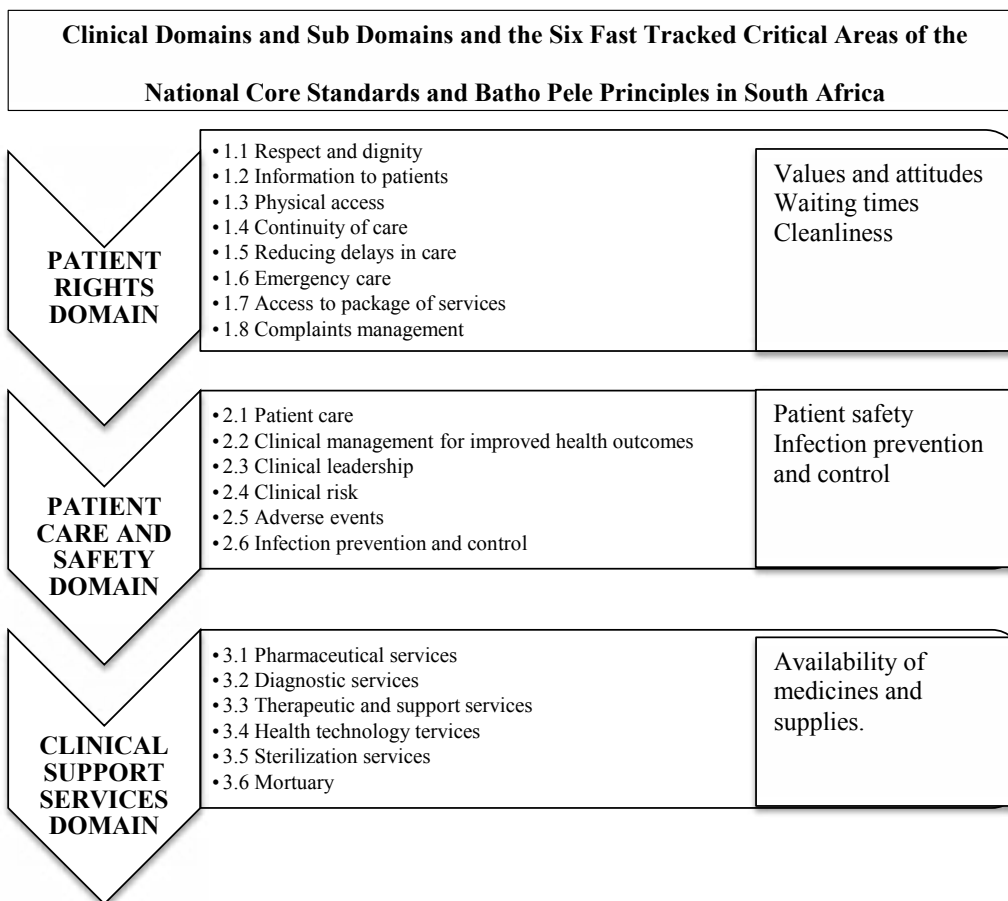 Clinical Domains and Sub Domains and the Six Fast Tracked Critical Areas of the
National Core Standards and Batho Pele Principles in South Africa
PATIENT
RIGHTS
DOMAIN
• 1.1 Respect and dignity
• 1.2 Information to patients
• 1.3 Physical access
• 1.4 Continuity of care
• 1.5 Reducing delays in care
• 1.6 Emergency care
• 1.7 Access to package of services
• 1.8 Complaints management
Values and attitudes
Waiting times
Cleanliness
PATIENT
CARE AND
SAFETY
DOMAIN
• 2.1 Patient care
• 2.2 Clinical management for improved health outcomes
• 2.3 Clinical leadership
• 2.4 Clinical risk
• 2.5 Adverse events
• 2.6 Infection prevention and control
Patient safety
Infection prevention
and control
CLINICAL
SUPPORT
SERVICES
DOMAIN
• 3.1 Pharmaceutical services
• 3.2 Diagnostic services
• 3.3 Therapeutic and support services
• 3.4 Health technology tervices
• 3.5 Sterilization services
• 3.6 Mortuary
Availability of
medicines and
supplies.